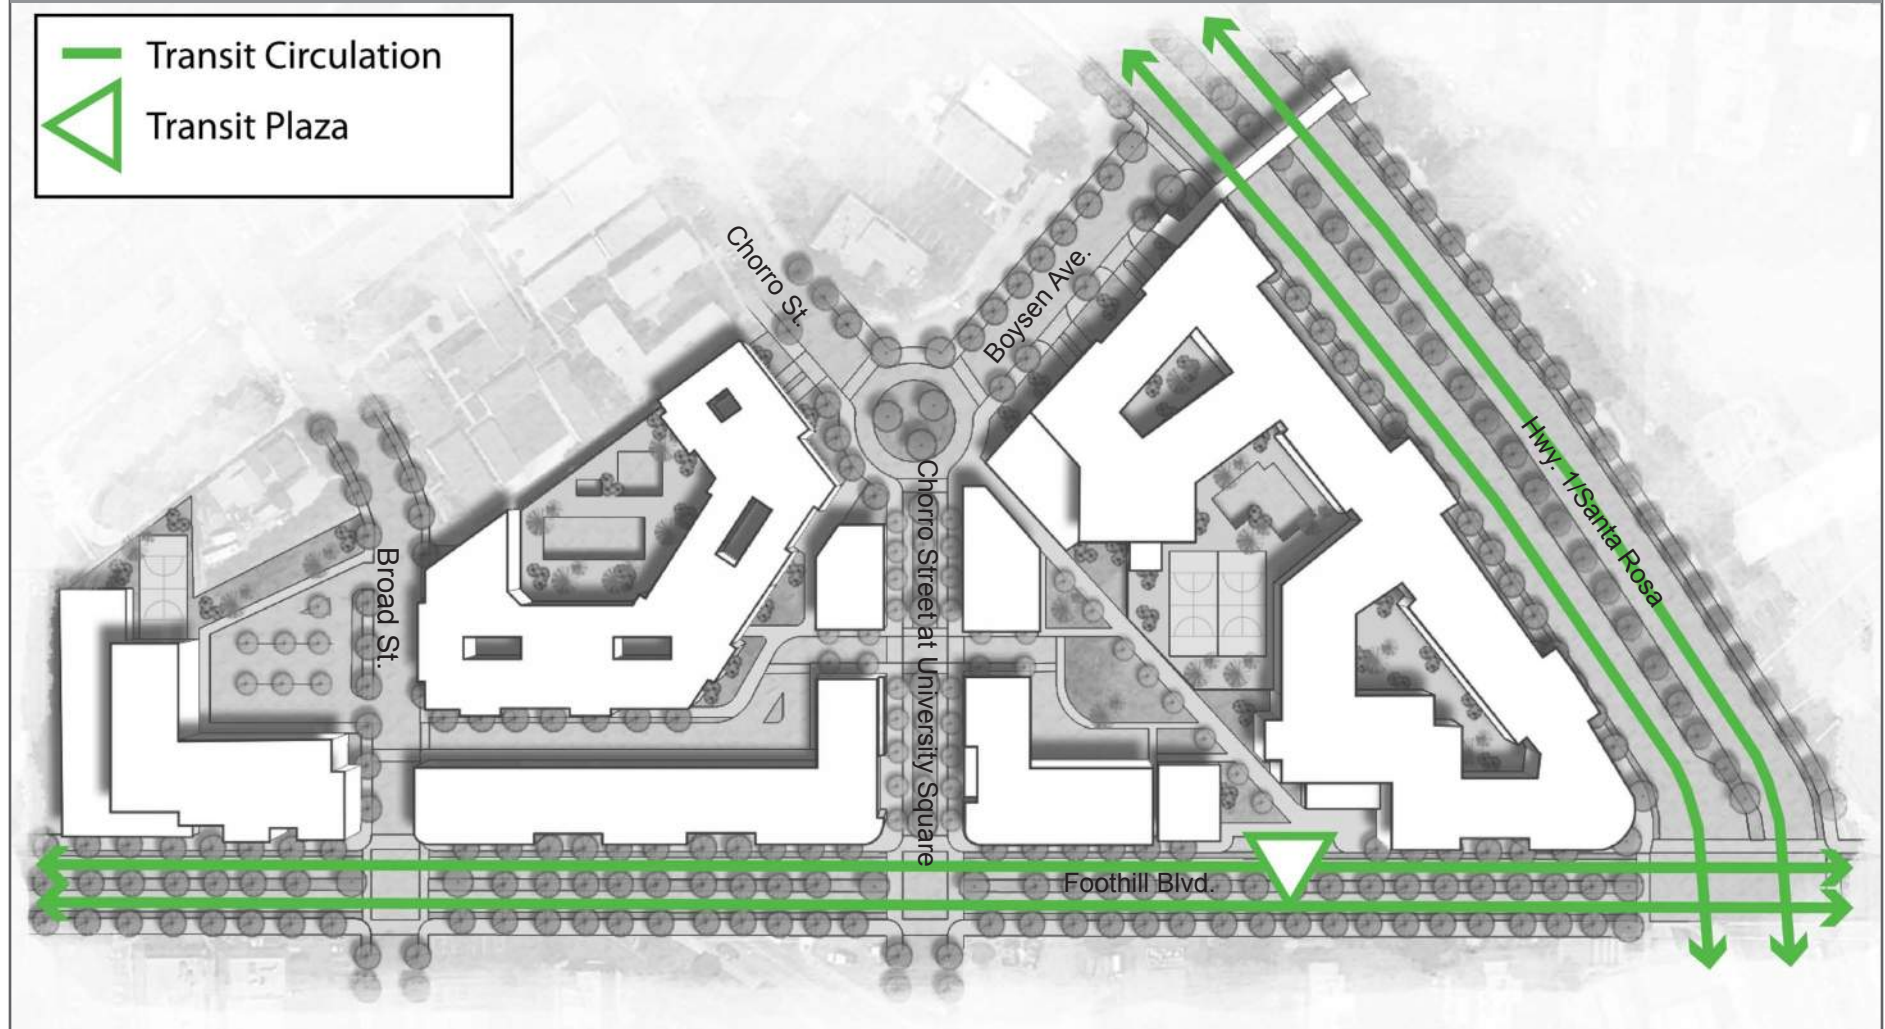 Transit Circulation
Transit Plaza
Chorro St.
Boysen Ave.
Hwy. 1/Santa Rosa
Broad St.
Chorro Street at University Square
Foothill Blvd.